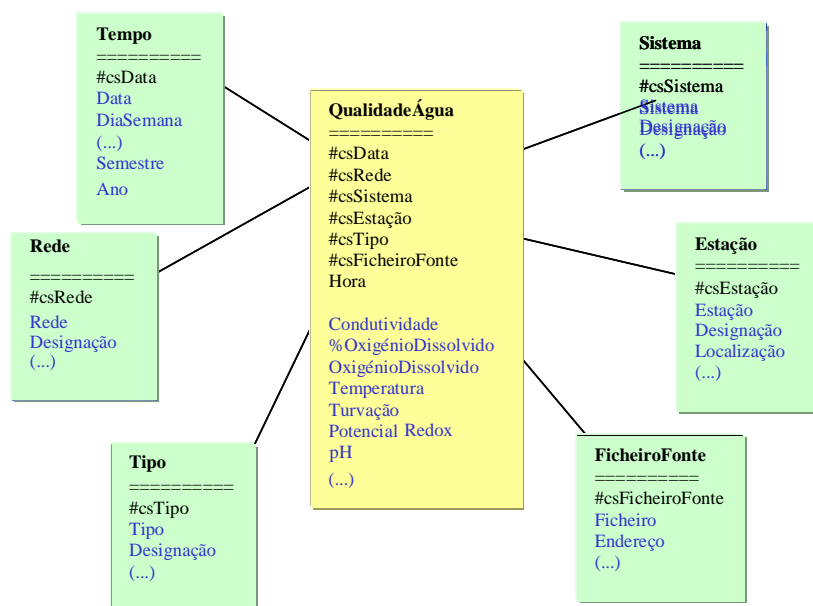 Tempo
==========
#csData
Data
DiaSemana
(...)
Semestre
Ano
Rede
==========
#csRede
Rede
Designação
(...)
Tipo
==========
#csTipo
Tipo
Designação
(...)
QualidadeÁgua
==========
#csData
#csRede
#csSistema
#csEstação
#csTipo
#csFicheiroFonte
Hora
Condutividade
%OxigénioDissolvido
OxigénioDissolvido
Temperatura
Turvação
Potencial Redox
pH
(...)
Sistema
==========
#csSistema
Sistema
Designação
(...)
Estação
==========
#csEstação
Estação
Designação
Localização
(...)
FicheiroFonte
==========
#csFicheiroFonte
Ficheiro
Endereço
(...)